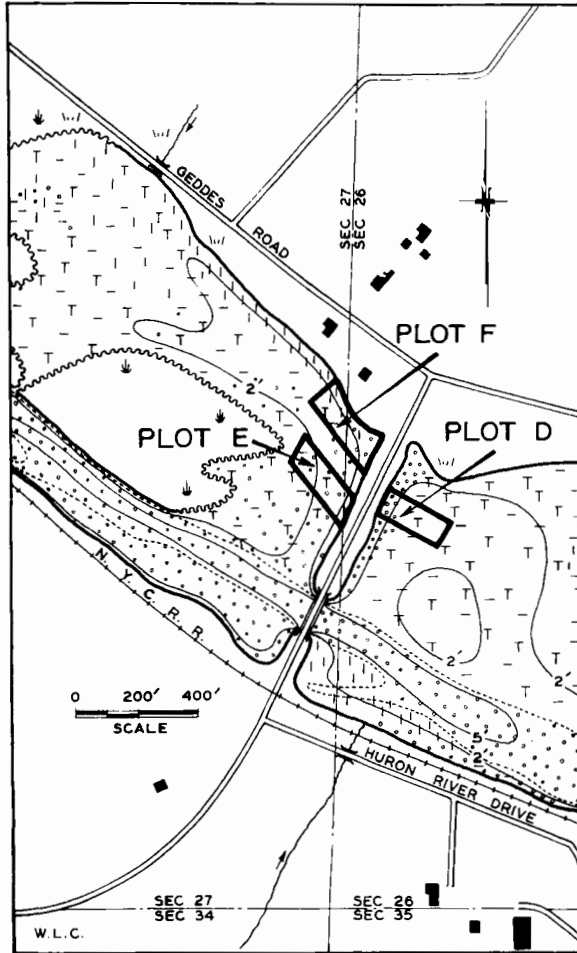 GEDDES ROAD
SEC 27
SEC 26
PLOT F
2'
PLOT E
PLOT D
N.Y.C.R.R.
2'
2'
0 200' 400'
SCALE
5'
2'
HURON RIVER DRIVE
SEC 27 SEC 26
SEC 34 SEC 35
W.L.C.